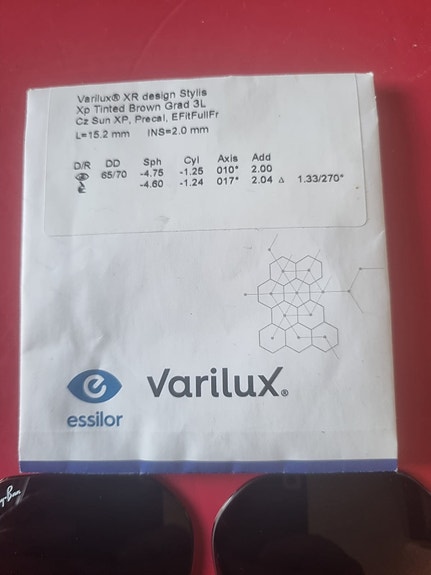 Varilux® XR design Stylis
Xp Tinted Brown Grad 3L
Cz Sun XP, Precal, EFitFullFr
L=15.2 mm INS=2.0 mm
D/R DD Sph Cyl Axis Add
65/70 -4.75 -1.25 010° 2.00
-4.60 -1.24 017° 2.04 Δ 1.33/270°
essilor
varilux®